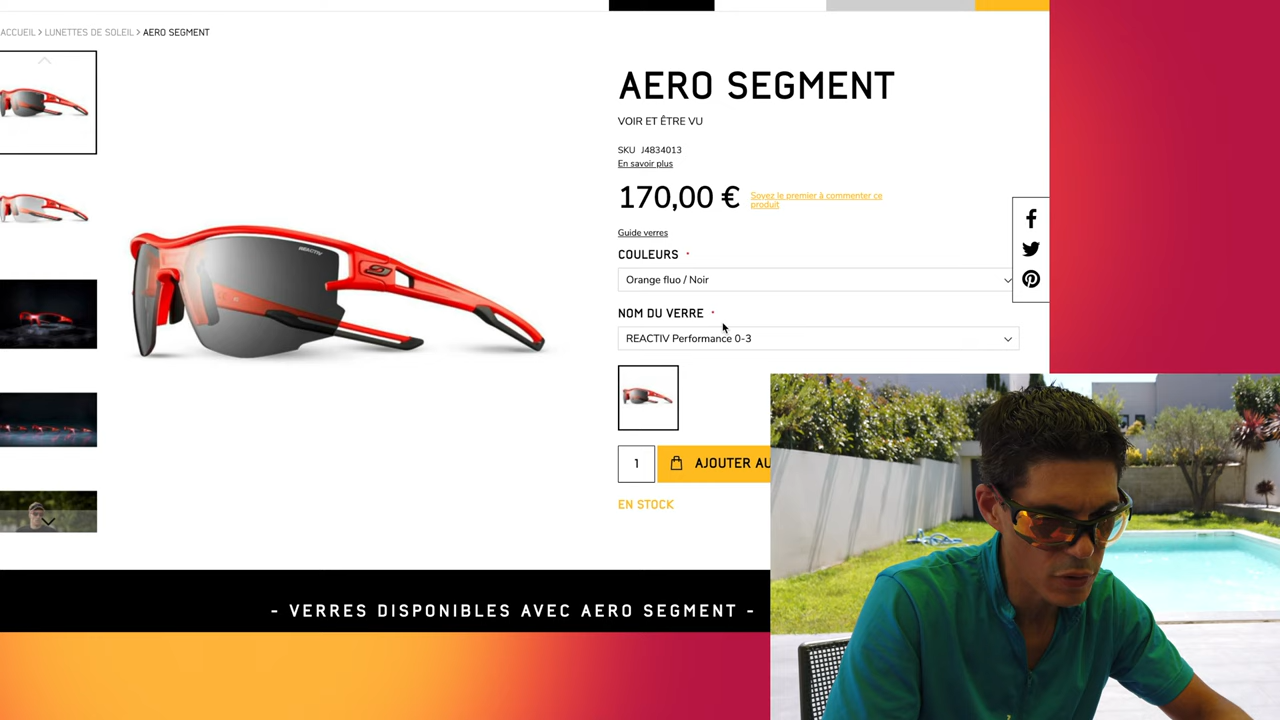 ACCUEIL > LUNETTES DE SOLEIL > AERO SEGMENT
AERO SEGMENT
VOIR ET ÊTRE VU
SKU J4834013
En savoir plus
170,00 €
Soyez le premier à commenter ce
produit
Guide verres
COULEURS *
Orange fluo / Noir
NOM DU VERRE *
REACTIV Performance 0-3
1
AJOUTER AU
EN STOCK
REACTIV
- VERRES DISPONIBLES AVEC AERO SEGMENT -